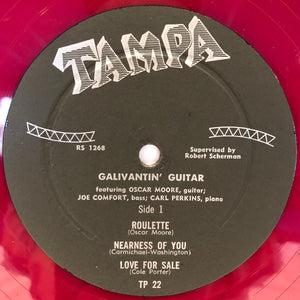 TAMPA
RS 1268
Supervised by
Robert Scherman
GALIVANTIN' GUITAR
featuring OSCAR MOORE, guitar;
JOE COMFORT, bass; CARL PERKINS, piano
Side 1
ROULETTE
(Oscar Moore)
NEARNESS OF YOU
(Carmichael-Washington)
LOVE FOR SALE
(Cole Porter)
TP 22